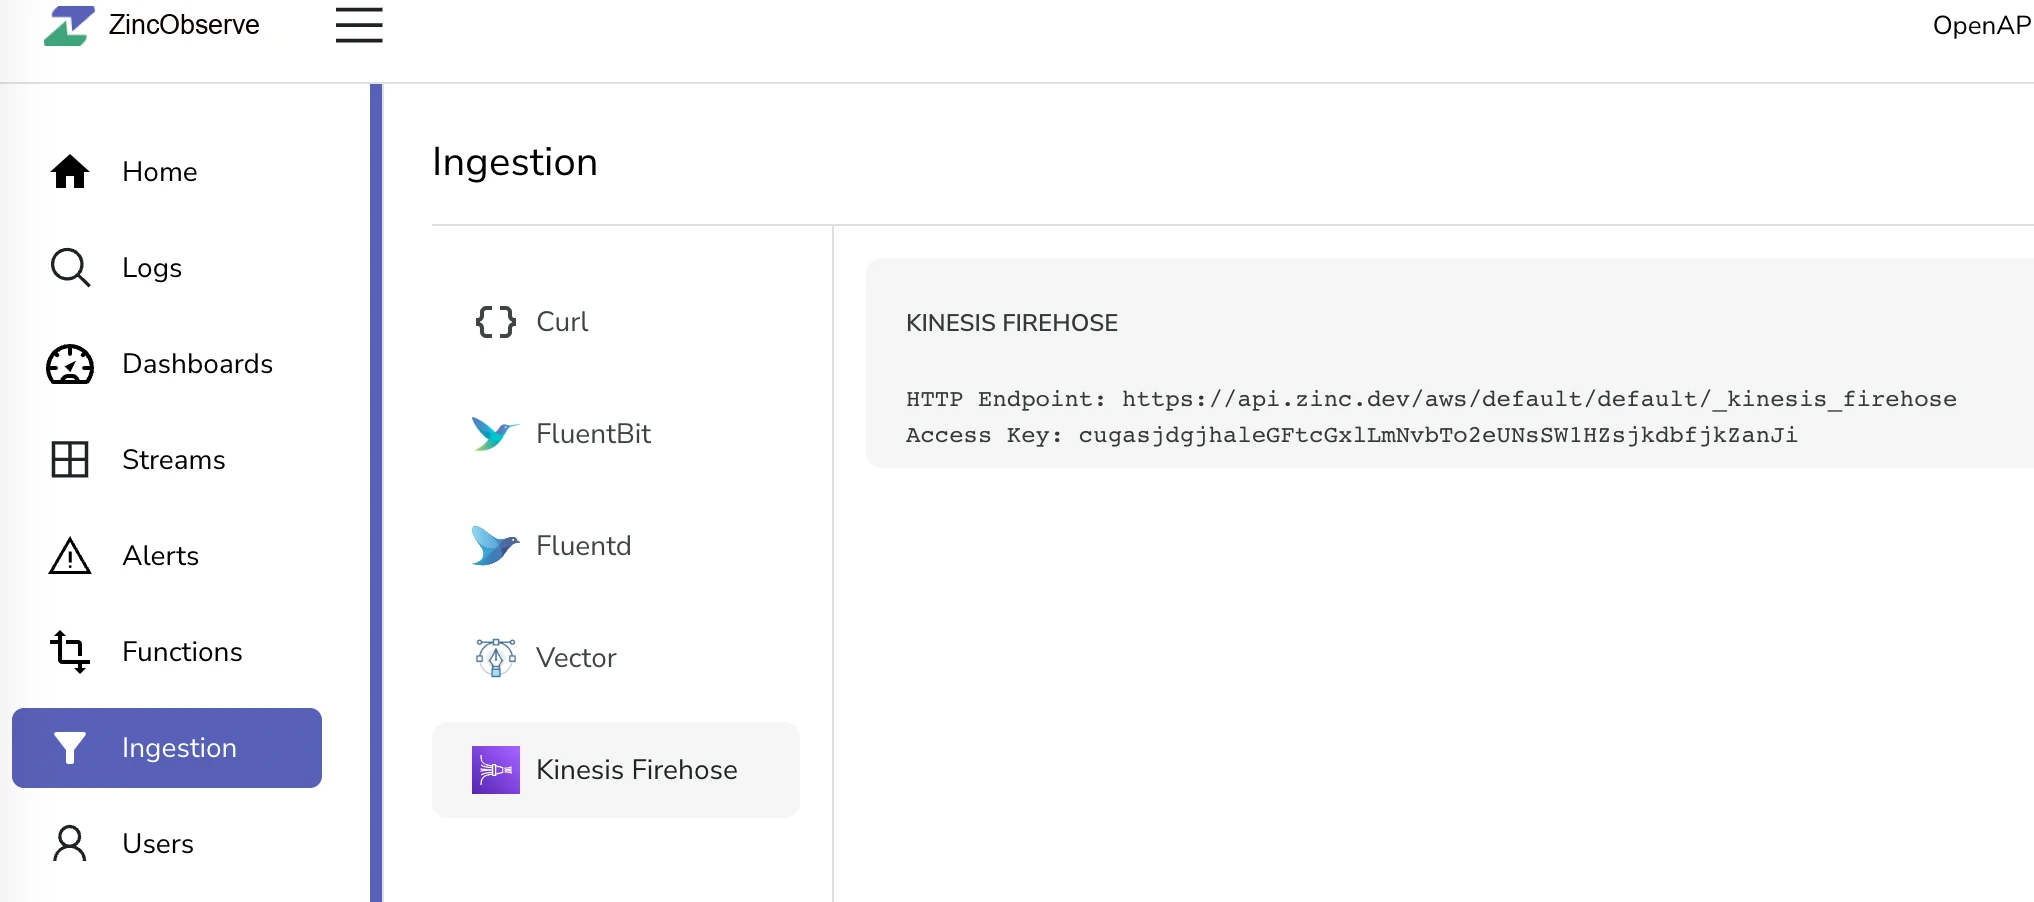 ZincObserve
OpenAP
Home
Logs
Dashboards
Streams
Alerts
Functions
Ingestion
Users
Ingestion
Curl
FluentBit
Fluentd
Vector
Kinesis Firehose
KINESIS FIREHOSE
HTTP Endpoint: https://api.zinc.dev/aws/default/default/_kinesis_firehose
Access Key: cugasjdgjhaleGFtcGxlLmNvbTo2eUNsSW1HZsjkdbfjkZanJi